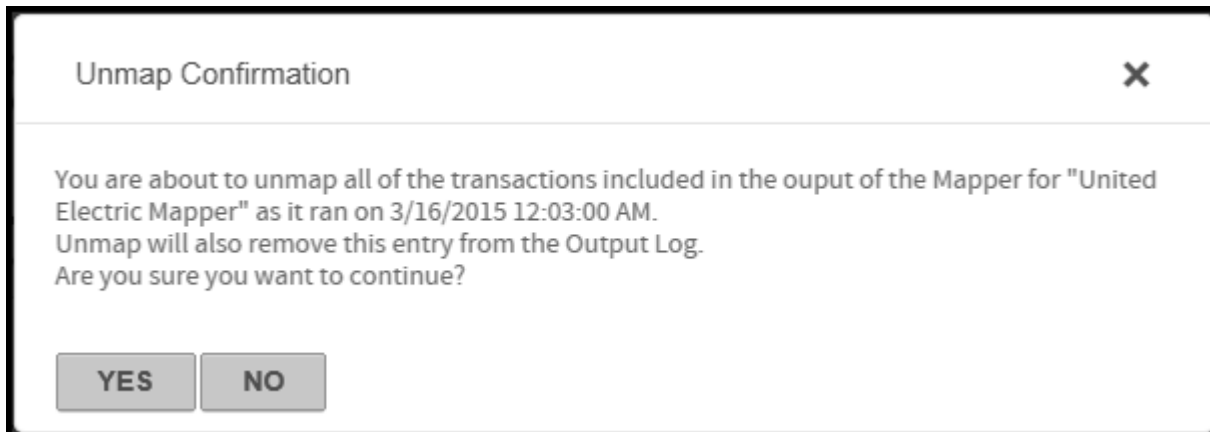 Unmap Confirmation
You are about to unmap all of the transactions included in the ouput of the Mapper for "United
Electric Mapper" as it ran on 3/16/2015 12:03:00 AM.
Unmap will also remove this entry from the Output Log.
Are you sure you want to continue?
YES NO